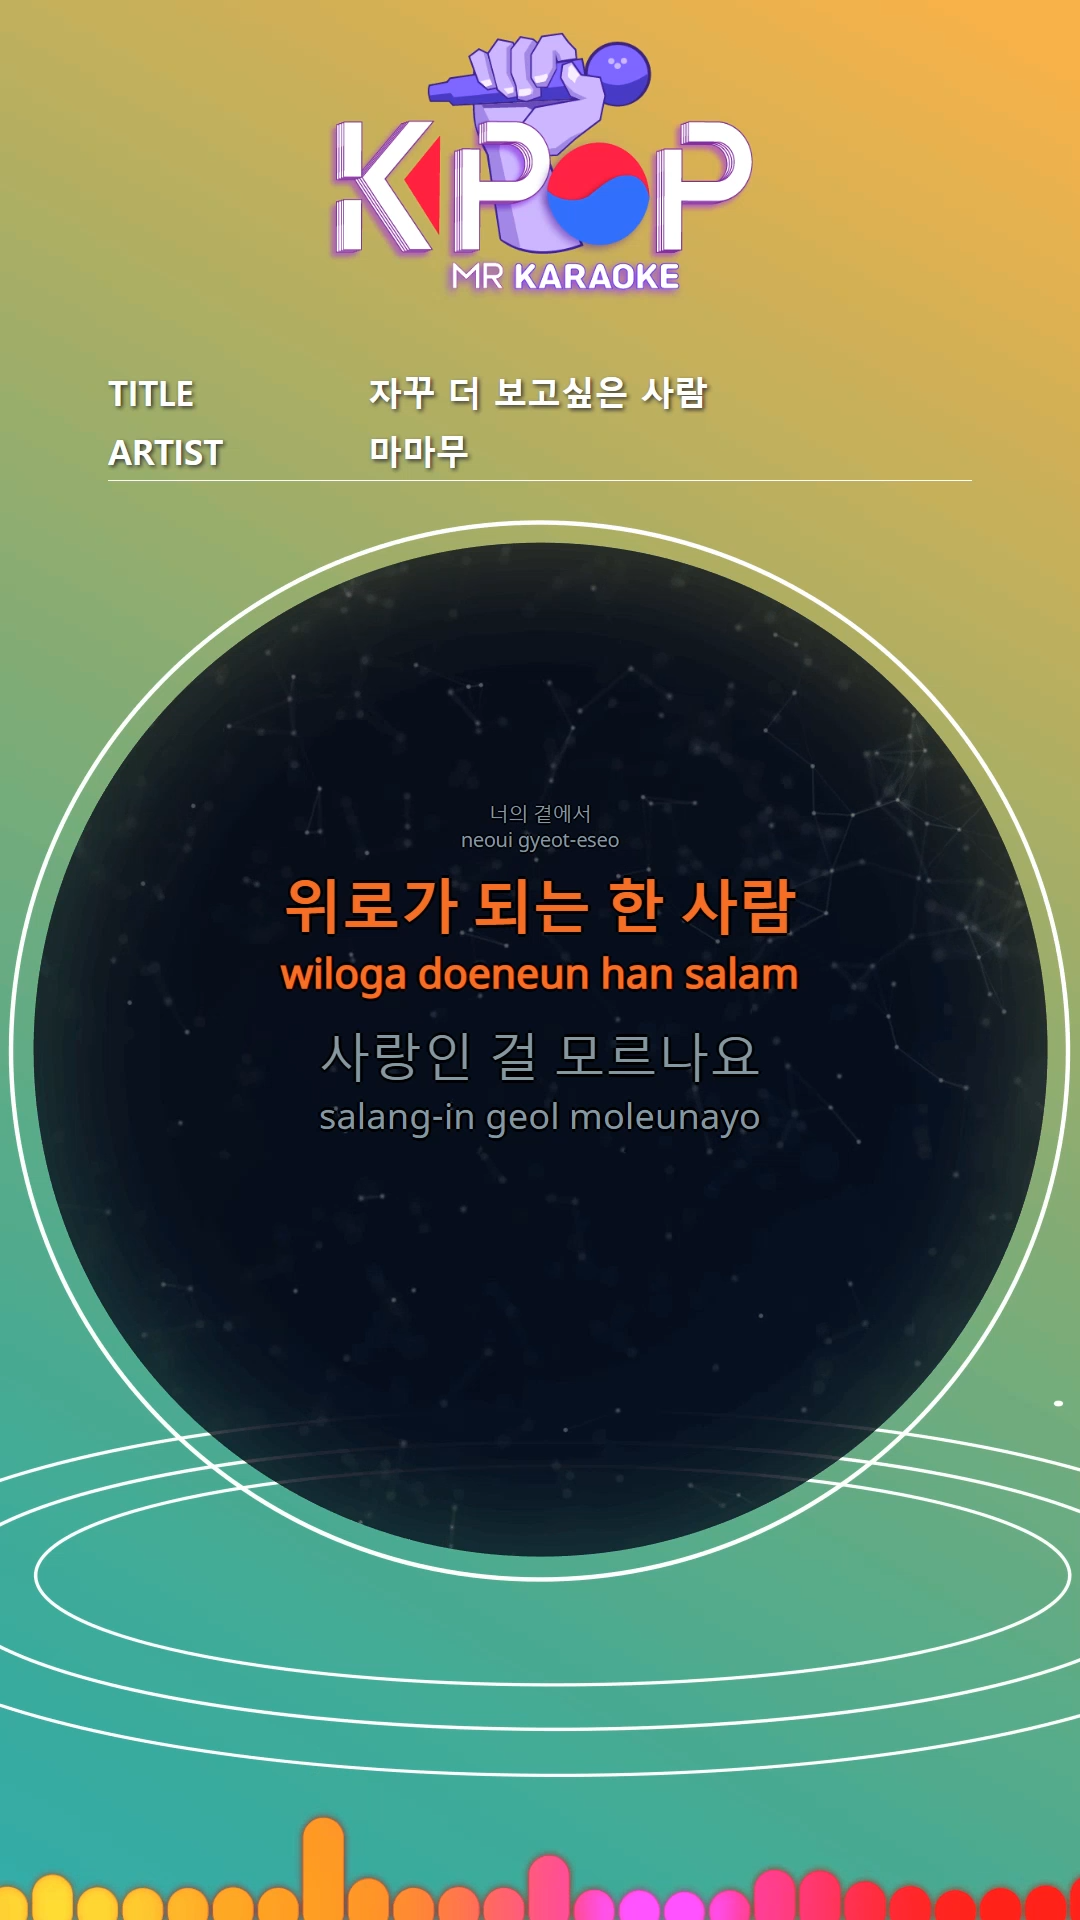 KPOP
MR KARAOKE
TITLE 자꾸 더 보고싶은 사람
ARTIST 마마무
너의 곁에서
neoui gyeot-eseo
위로가 되는 한 사람
wiloga doeneun han salam
사랑인 걸 모르나요
salang-in geol moleunayo